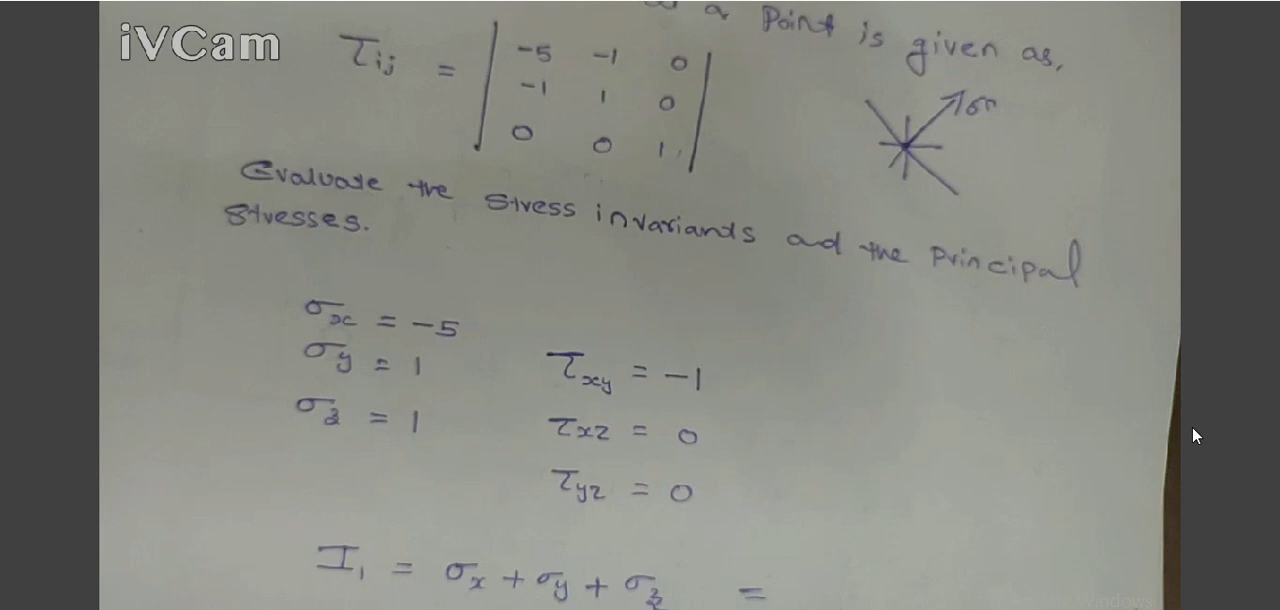 iVCam
a Point is given as,
τij = | -5 -1 0
-1 1 0
0 0 1 |
σn
Evaluate the stress invariants and the principal
stresses.
σx = -5
σy = 1 τxy = -1
σz = 1 τxz = 0
τyz = 0
I1 = σx + σy + σz =